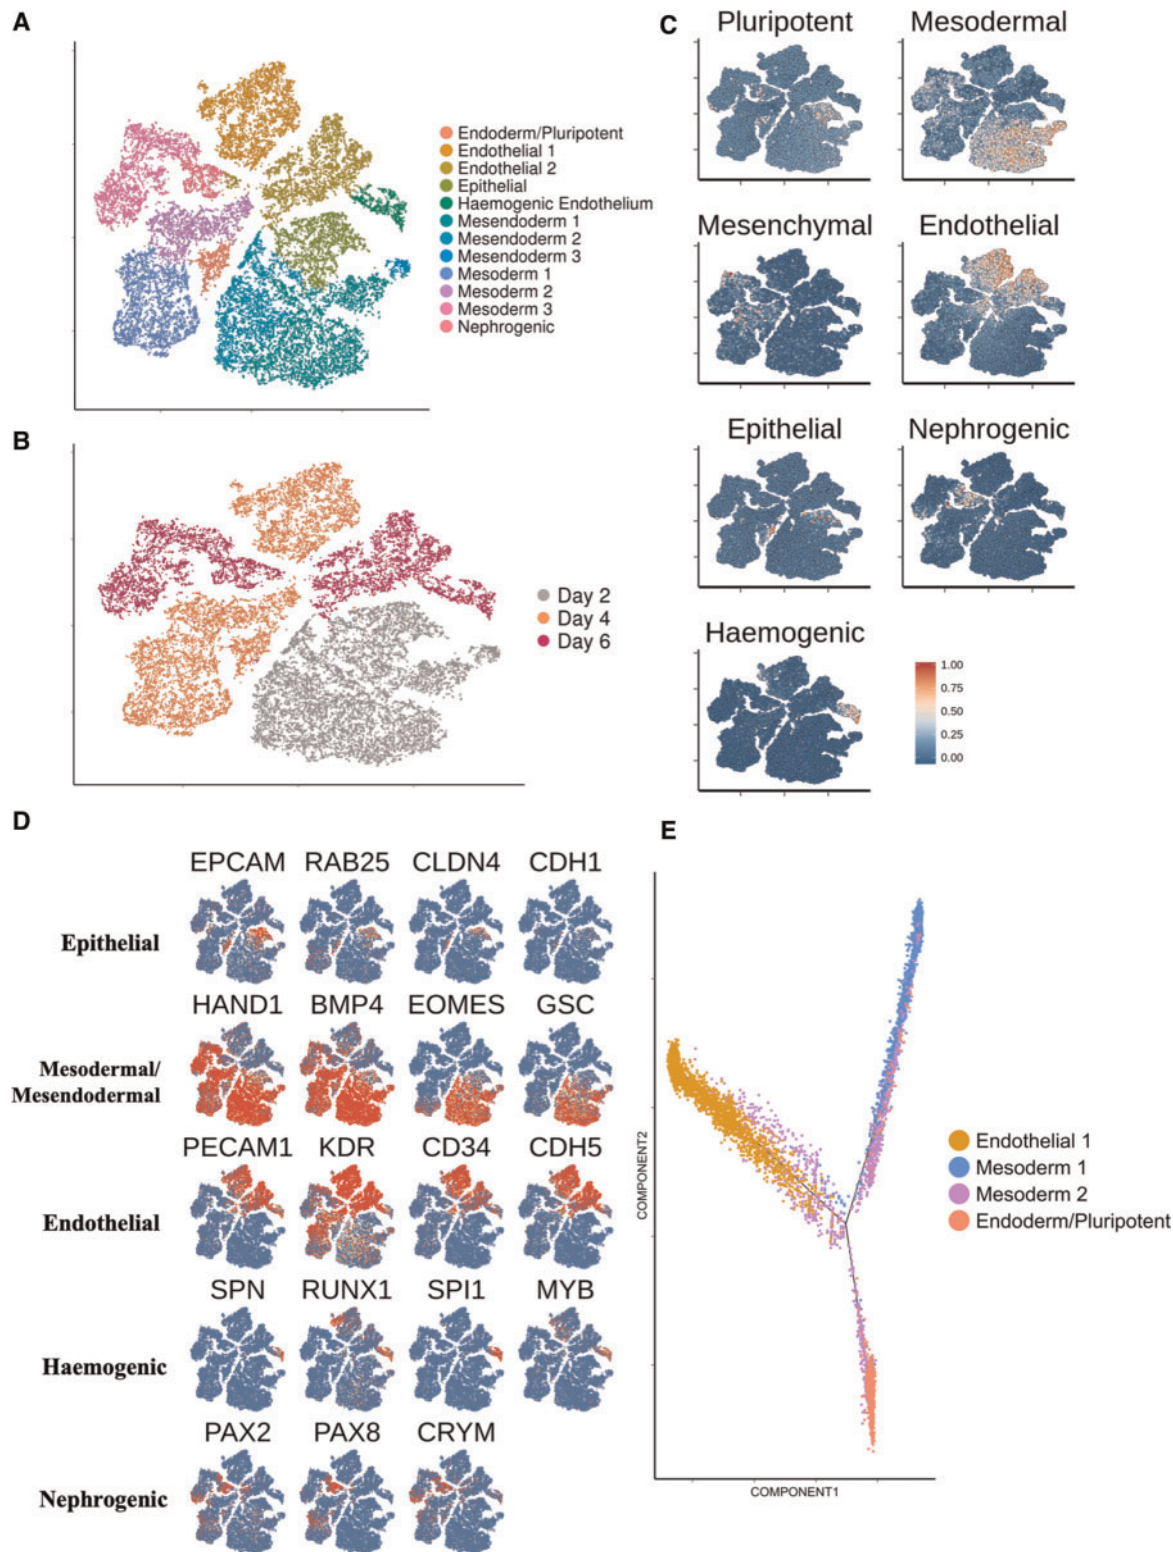 A
Endoderm/Pluripotent
Endothelial 1
Endothelial 2
Epithelial
Haemogenic Endothelium
Mesendoderm 1
Mesendoderm 2
Mesendoderm 3
Mesoderm 1
Mesoderm 2
Mesoderm 3
Nephrogenic
B
Day 2
Day 4
Day 6
C
Pluripotent Mesodermal
Mesenchymal Endothelial
Epithelial Nephrogenic
Haemogenic
1.00
0.75
0.50
0.25
0.00
D
EPCAM RAB25 CLDN4 CDH1
Epithelial
HAND1 BMP4 EOMES GSC
Mesodermal/
Mesendodermal
PECAM1 KDR CD34 CDH5
Endothelial
SPN RUNX1 SPI1 MYB
Haemogenic
PAX2 PAX8 CRYM
Nephrogenic
E
COMPONENT2
Endothelial 1
Mesoderm 1
Mesoderm 2
Endoderm/Pluripotent
COMPONENT1